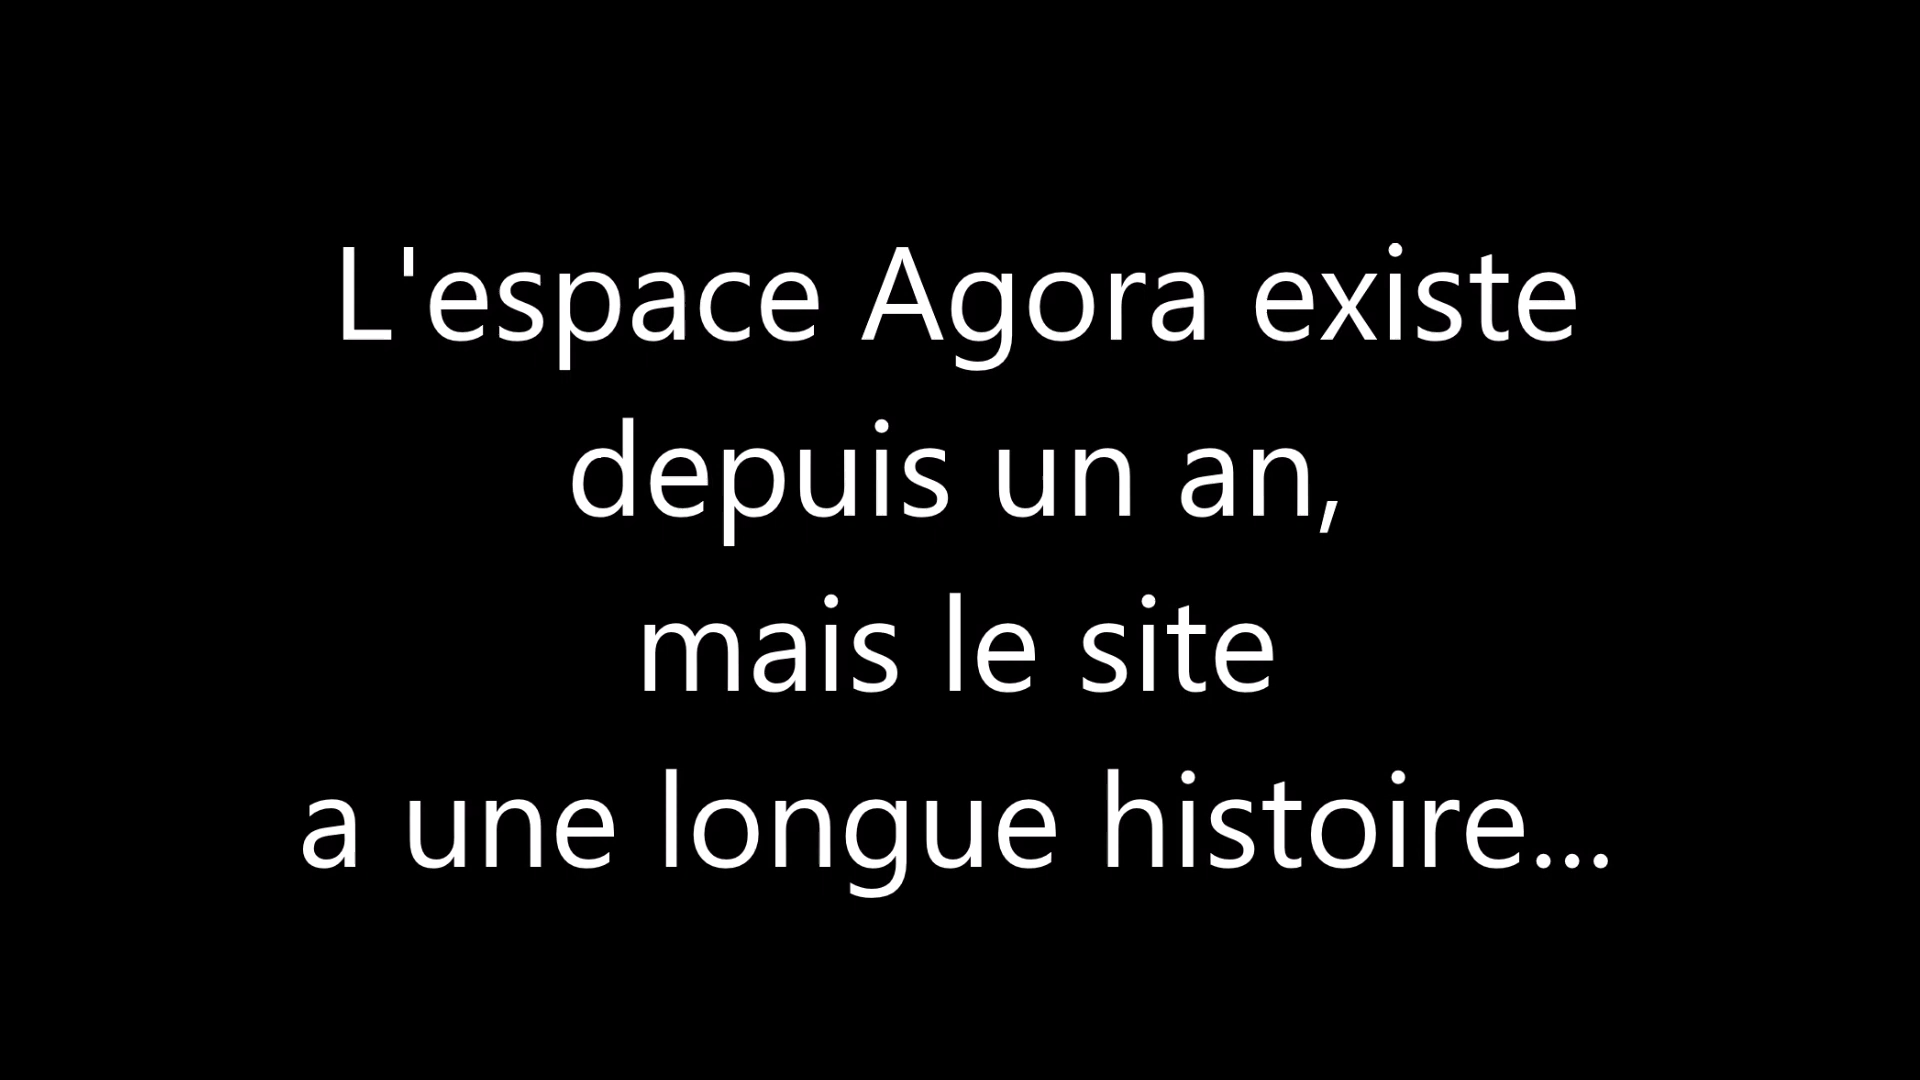 L'espace Agora existe
depuis un an,
mais le site
a une longue histoire...